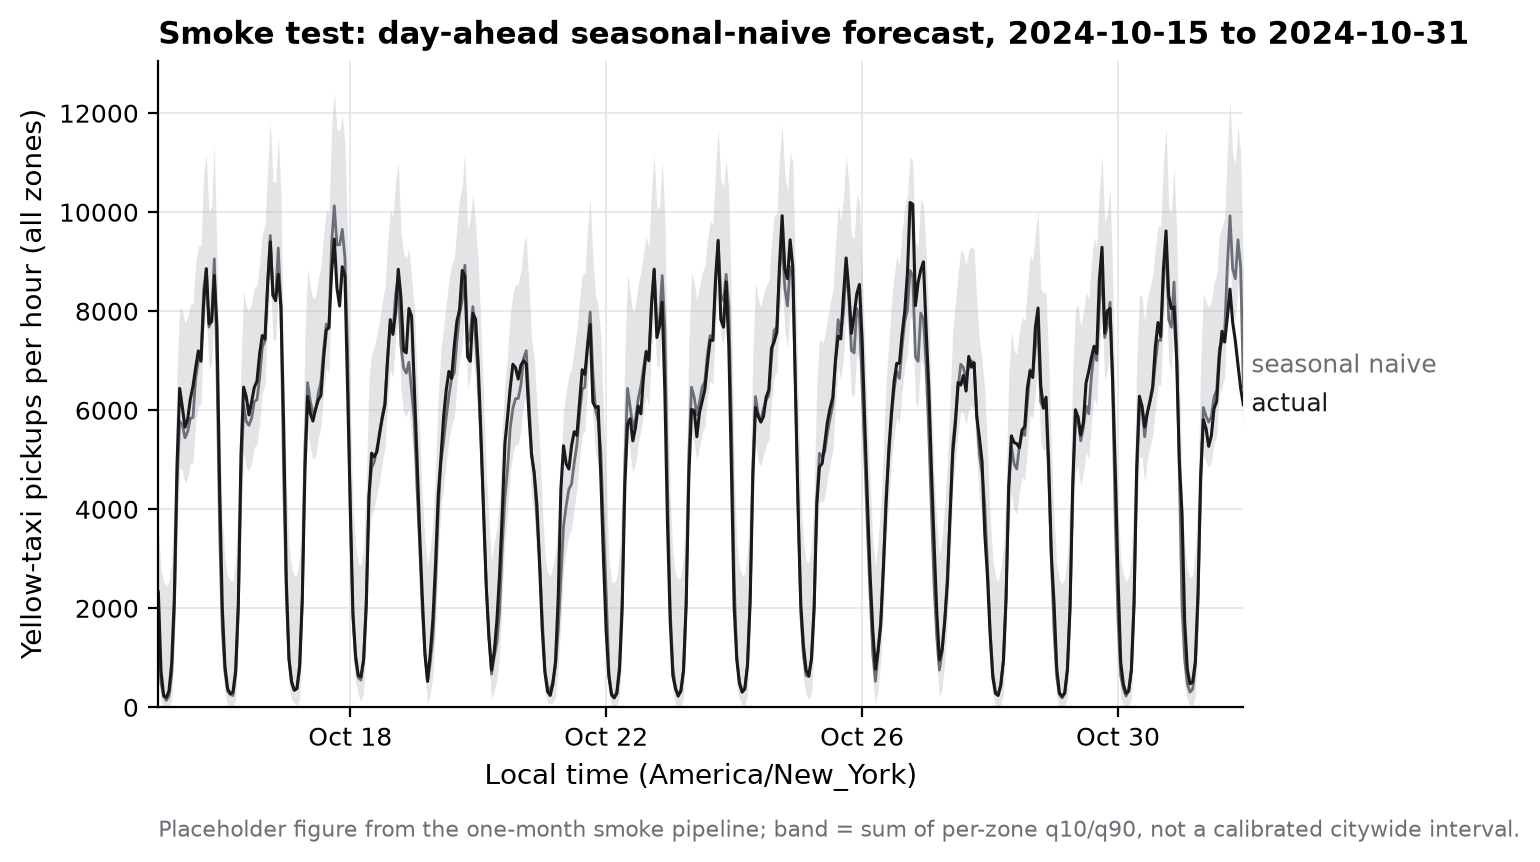 Smoke test: day-ahead seasonal-naive forecast, 2024-10-15 to 2024-10-31
Yellow-taxi pickups per hour (all zones)
12000
10000
8000
6000
4000
2000
0
seasonal naive
actual
Oct 18
Oct 22
Oct 26
Oct 30
Local time (America/New_York)
Placeholder figure from the one-month smoke pipeline; band = sum of per-zone q10/q90, not a calibrated citywide interval.